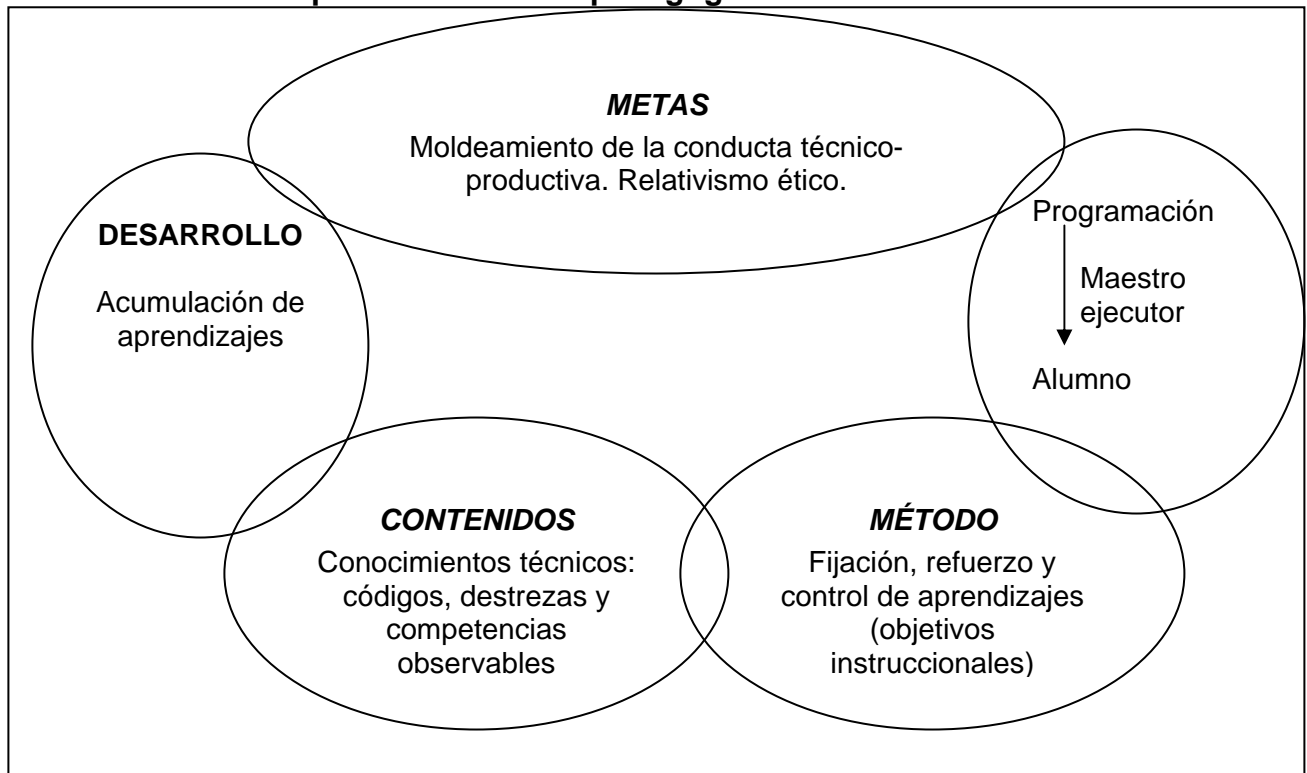 METAS
Moldeamiento de la conducta técnico-
productiva. Relativismo ético.
DESARROLLO
Acumulación de
aprendizajes
Programación
Maestro
ejecutor
Alumno
CONTENIDOS
Conocimientos técnicos:
códigos, destrezas y
competencias
observables
MÉTODO
Fijación, refuerzo y
control de aprendizajes
(objetivos
instruccionales)